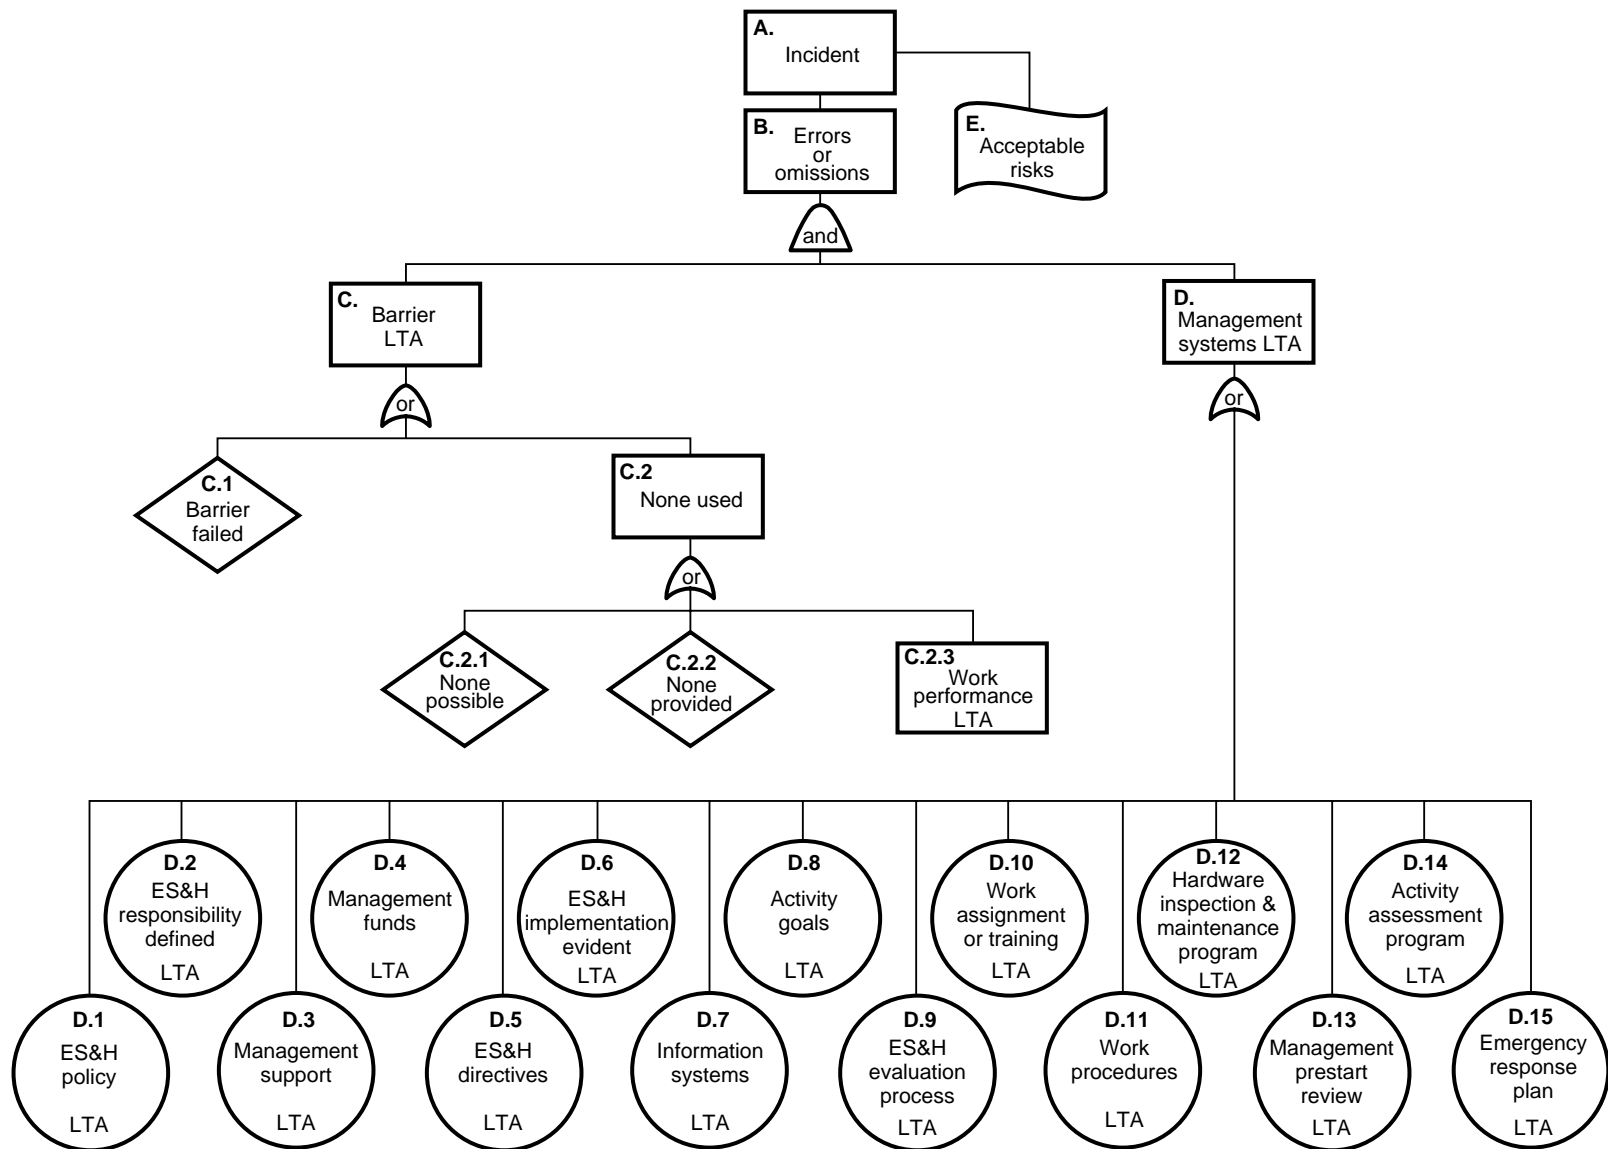 A.
Incident
B.
Errors
or
omissions
E.
Acceptable
risks
and
C.
Barrier
LTA
D.
Management
systems LTA
or
or
C.1
Barrier
failed
C.2
None used
or
C.2.1
None
possible
C.2.2
None
provided
C.2.3
Work
performance
LTA
D.2
ES&H
responsibility
defined
LTA
D.4
Management
funds
LTA
D.6
ES&H
implementation
evident
LTA
D.8
Activity
goals
LTA
D.10
Work
assignment
or training
LTA
D.12
Hardware
inspection &
maintenance
program
LTA
D.14
Activity
assessment
program
LTA
D.1
ES&H
policy
LTA
D.3
Management
support
LTA
D.5
ES&H
directives
LTA
D.7
Information
systems
LTA
D.9
ES&H
evaluation
process
LTA
D.11
Work
procedures
LTA
D.13
Management
prestart
review
LTA
D.15
Emergency
response
plan
LTA